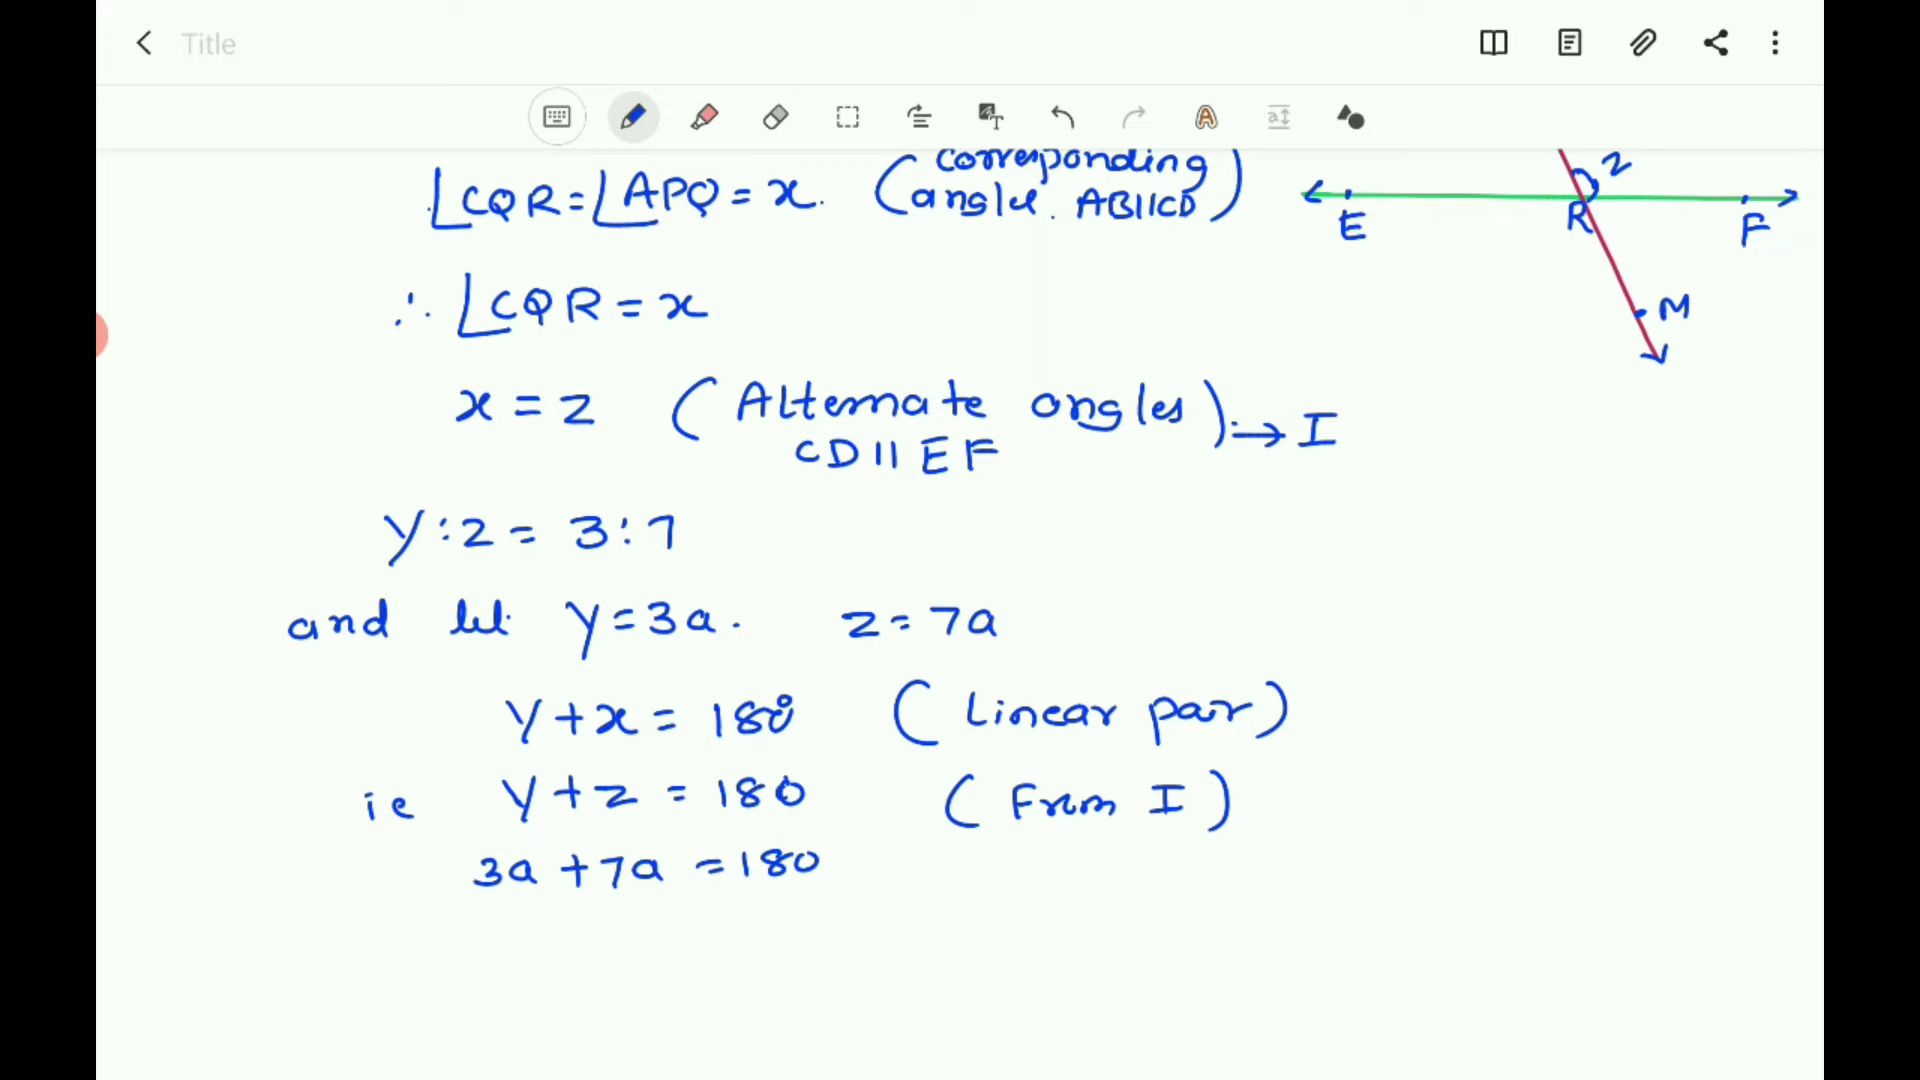 Title
corresponding
∠CQR = ∠APQ = x. (angles. AB||CD)
∴ ∠CQR = x
x = z (Alternate angles). → I
CD || EF
y : z = 3 : 7
and let y = 3a. z = 7a
y + x = 180° (Linear pair)
ie y + z = 180 (From I)
3a + 7a = 180
z
E R F
M